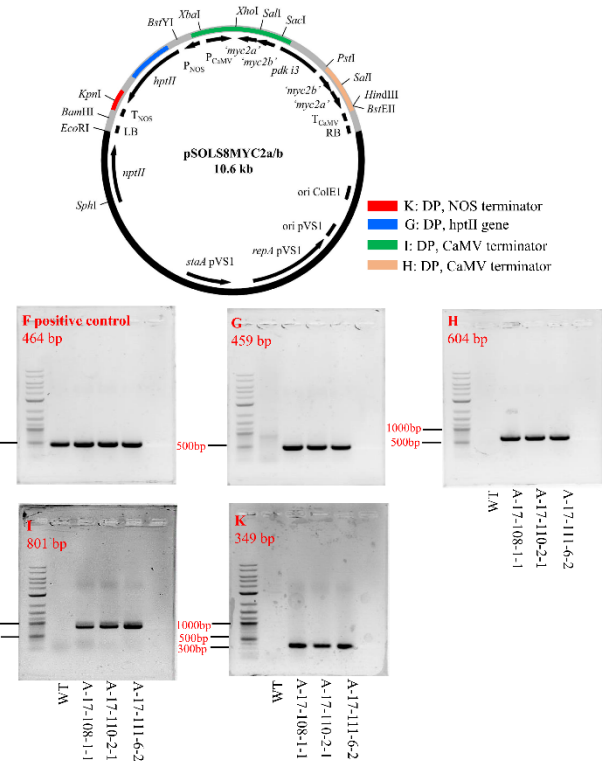 XhoI
XbaI
SalI
SacI
BstYI
PNOS
PCaMV
'myc2a'
'myc2b'
pdk i3
PstI
SalI
HindIII
BstEII
'myc2b'
'myc2a'
TCaMV
RB
hptII
KpnI
BamHI
EcoRI
TNOS
LB
pSOLS8MYC2a/b
10.6 kb
nptII
SphI
ori ColE1
ori pVS1
repA pVS1
staA pVS1
K: DP, NOS terminator
G: DP, hptII gene
I: DP, CaMV terminator
H: DP, CaMV terminator
F positive control
464 bp
G
459 bp
500bp
H
604 bp
1000bp
500bp
WT
A-17-108-1-1
A-17-110-2-1
A-17-111-6-2
I
801 bp
WT
A-17-108-1-1
A-17-110-2-1
A-17-111-6-2
K
349 bp
1000bp
500bp
300bp
WT
A-17-108-1-1
A-17-110-2-1
A-17-111-6-2